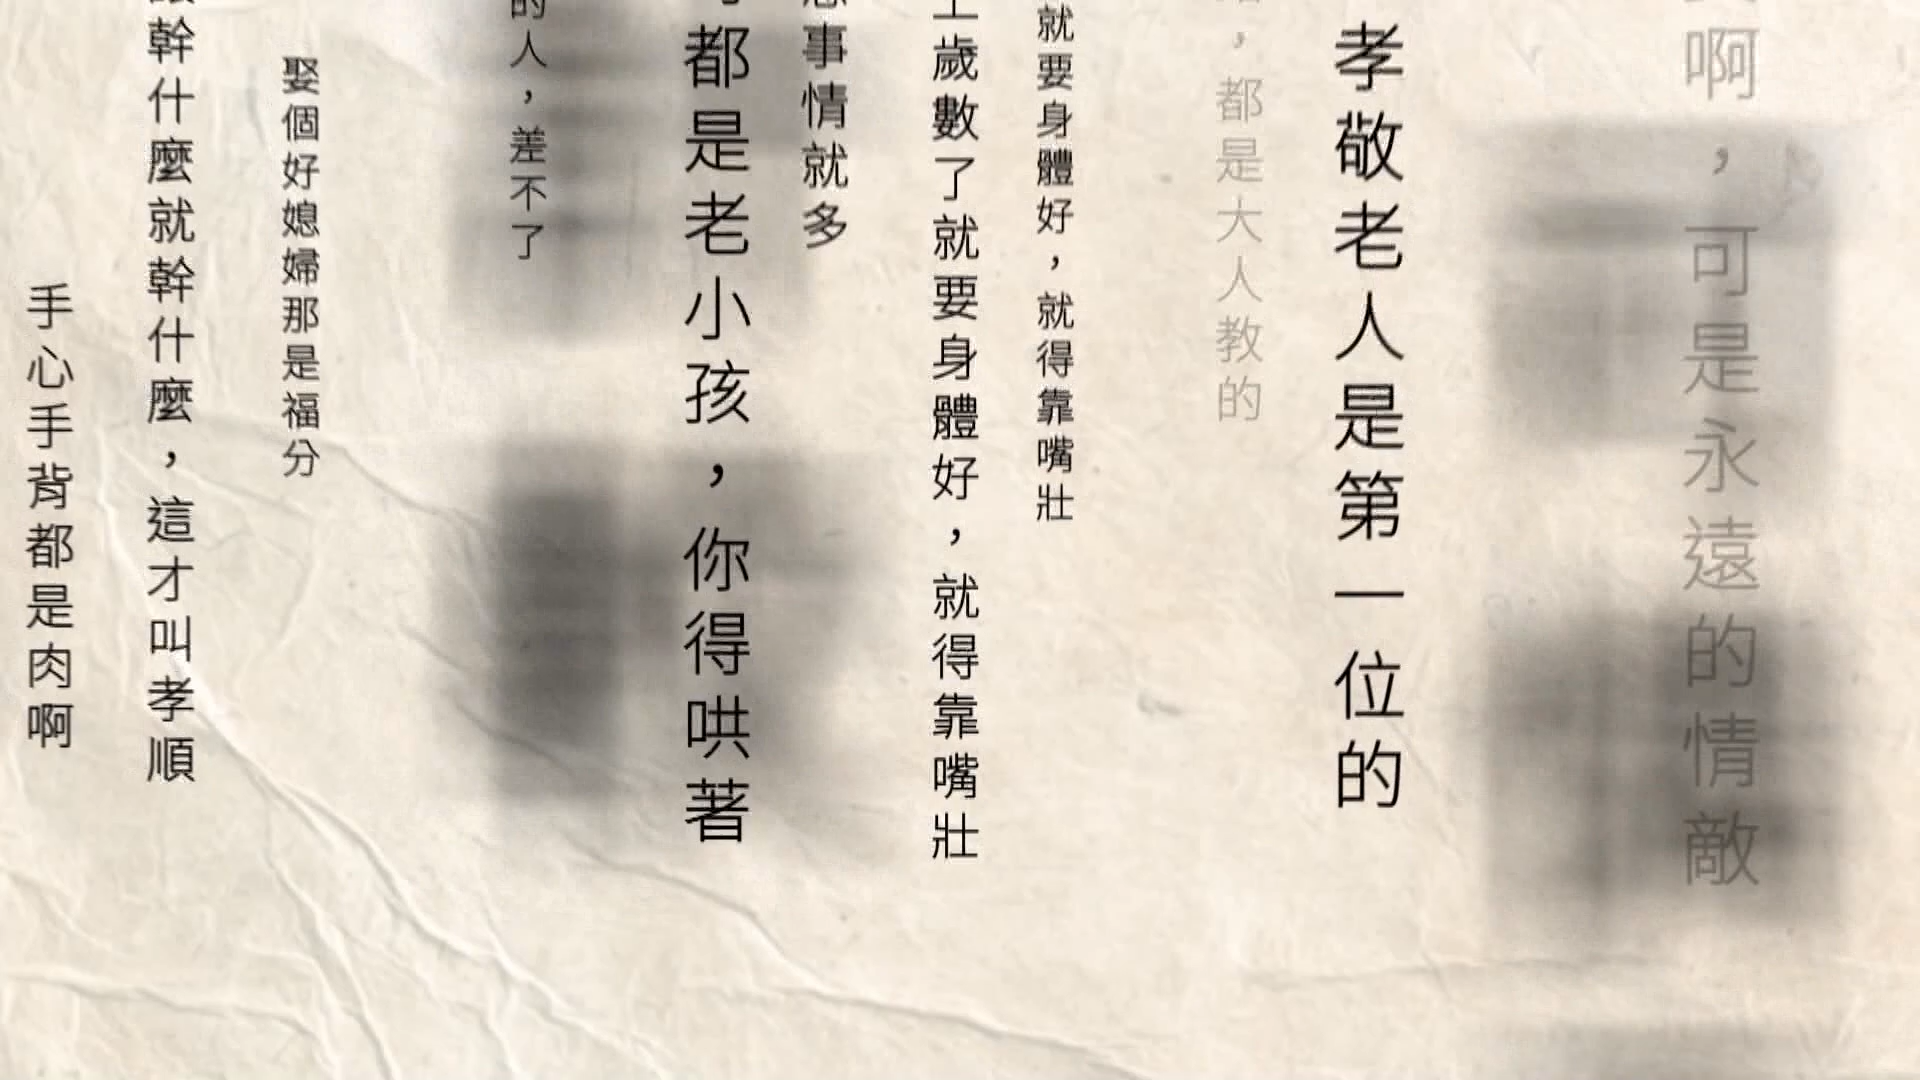 啊，可是永遠的情敵
孝敬老人是第一位的
，都是大人教的
就要身體好，就得靠嘴壯
上歲數了就要身體好，就得靠嘴壯
事情就多
都是老小孩，你得哄著
的人，差不了
娶個好媳婦那是福分
幹什麼就幹什麼，這才叫孝順
手心手背都是肉啊